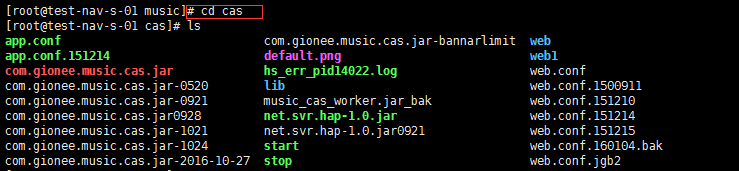 [root@test-nav-s-01 music]# cd cas
[root@test-nav-s-01 cas]# ls
app.conf com.gionee.music.cas.jar-bannarlimit web
app.conf.151214 default.png web1
com.gionee.music.cas.jar hs_err_pid14022.log web.conf
com.gionee.music.cas.jar-0520 lib web.conf.1500911
com.gionee.music.cas.jar-0921 music_cas_worker.jar_bak web.conf.151210
com.gionee.music.cas.jar0928 net.svr.hap-1.0.jar web.conf.151214
com.gionee.music.cas.jar-1021 net.svr.hap-1.0.jar0921 web.conf.151215
com.gionee.music.cas.jar-1024 start web.conf.160104.bak
com.gionee.music.cas.jar-2016-10-27 stop web.conf.jgb2